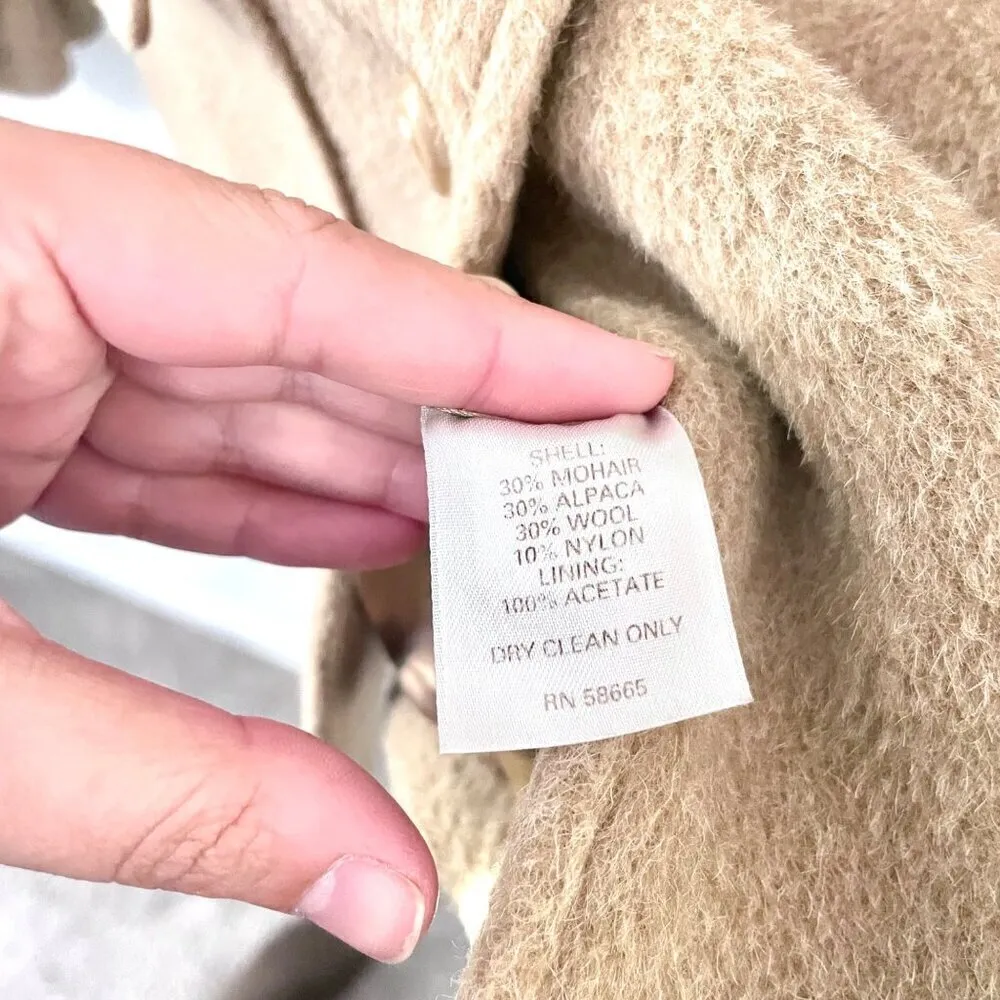 SHELL:
30% MOHAIR
30% ALPACA
30% WOOL
10% NYLON
LINING:
100% ACETATE
DRY CLEAN ONLY
RN 58665